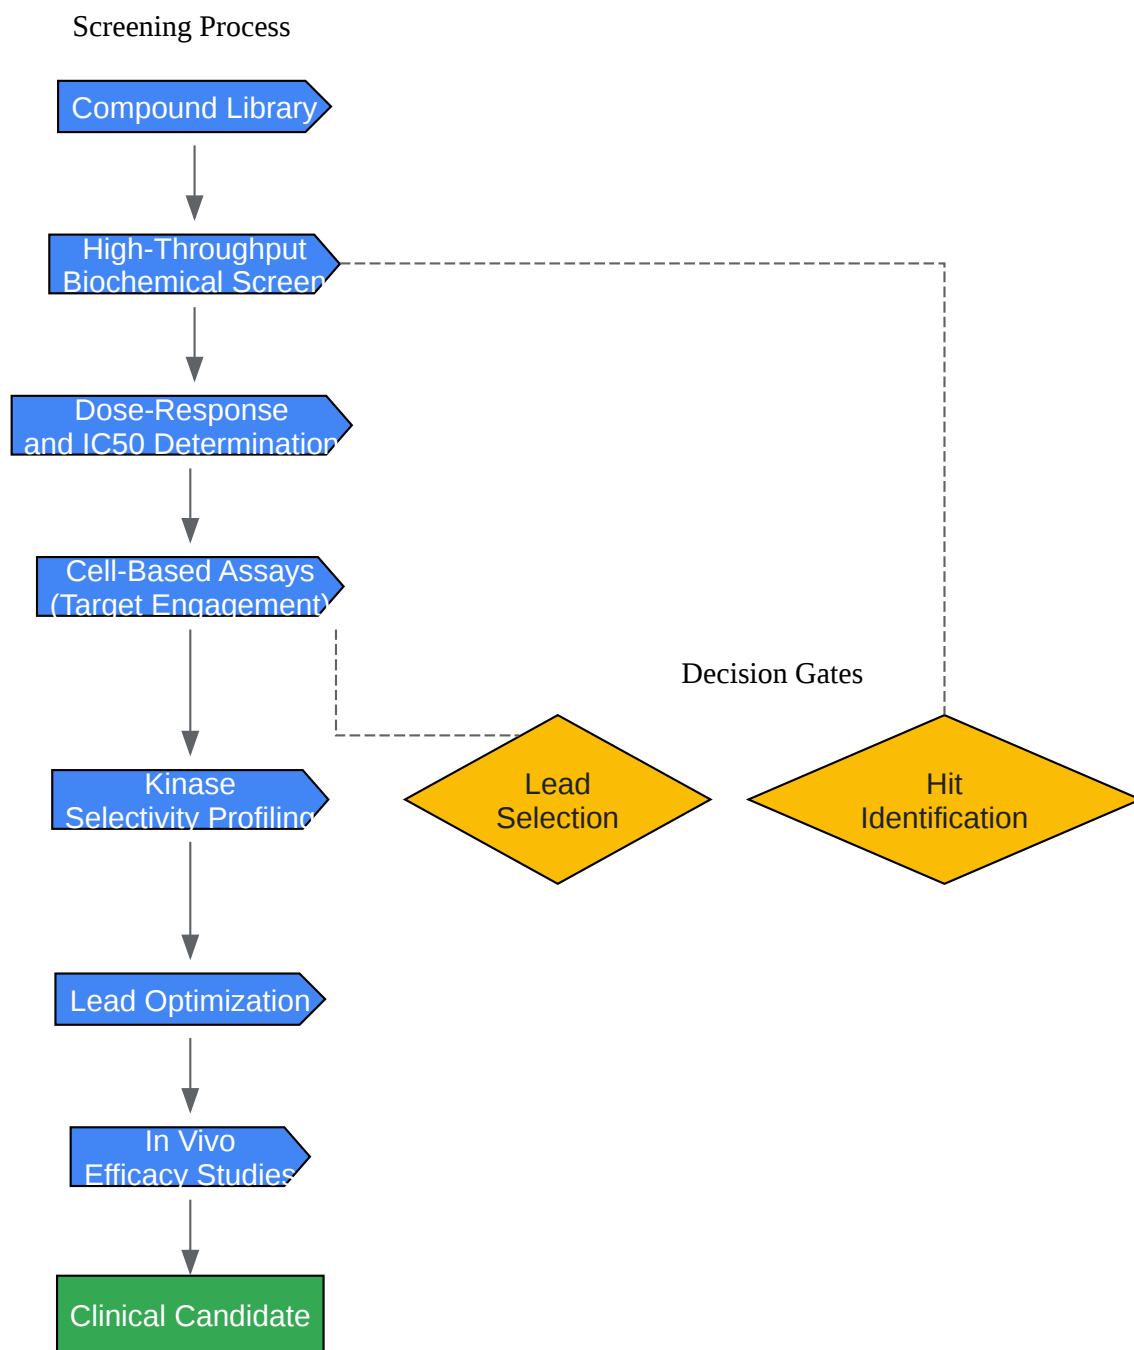 Screening Process
Compound Library
High-Throughput
Biochemical Screen
Dose-Response
and IC50 Determination
Cell-Based Assays
(Target Engagement)
Decision Gates
Kinase
Selectivity Profiling
Lead
Selection
Hit
Identification
Lead Optimization
In Vivo
Efficacy Studies
Clinical Candidate